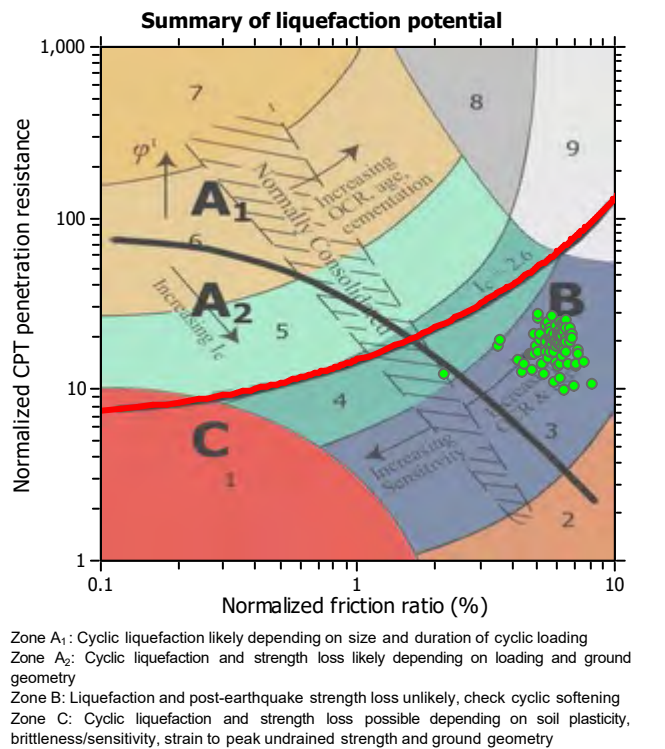 Summary of liquefaction potential
1,000
7
8
9
φ'
Increasing
OCR, age,
cementation
Normally Consolidated
A1
100
6
Ic = 2.6
A2
B
Increasing Ic
5
Normalized CPT penetration resistance
10
4
Increasing
OCR &
3
C
Increasing
Sensitivity
1
2
1
0.1
1
10
Normalized friction ratio (%)
Zone A1: Cyclic liquefaction likely depending on size and duration of cyclic loading
Zone A2: Cyclic liquefaction and strength loss likely depending on loading and ground
geometry
Zone B: Liquefaction and post-earthquake strength loss unlikely, check cyclic softening
Zone C: Cyclic liquefaction and strength loss possible depending on soil plasticity,
brittleness/sensitivity, strain to peak undrained strength and ground geometry